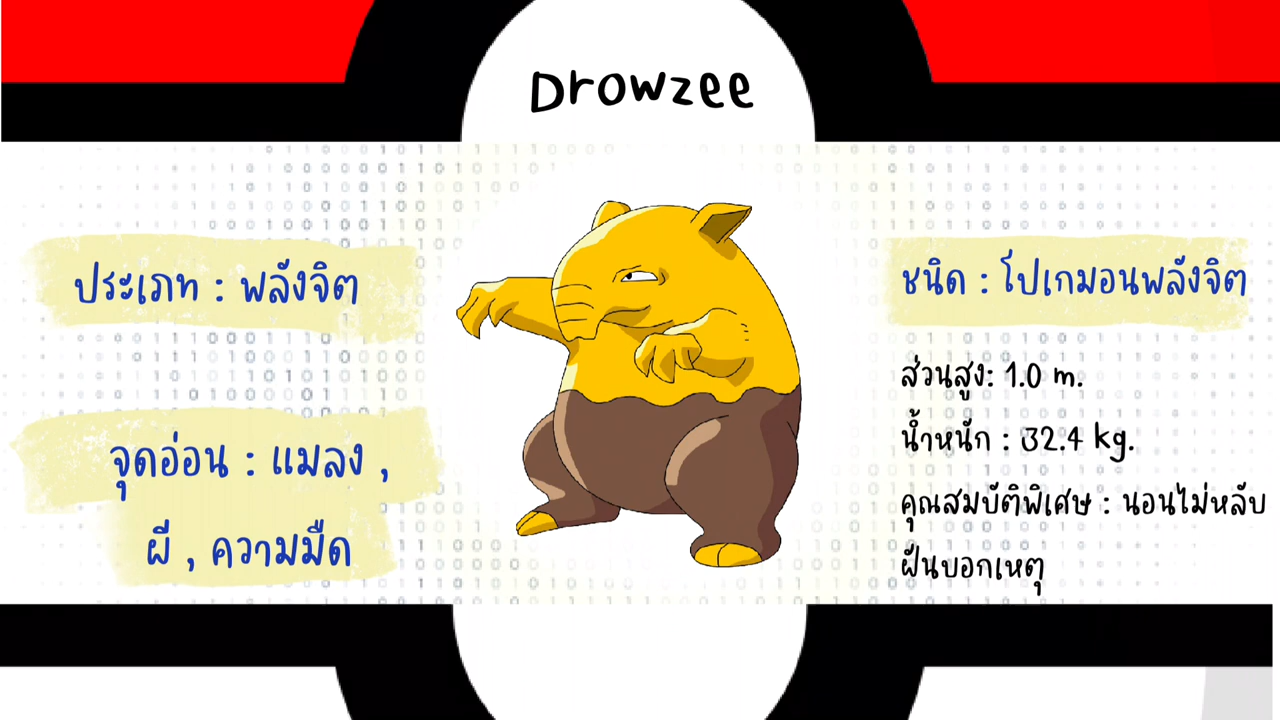 Drowzee
ประเภท : พลังจิต
จุดอ่อน : แมลง ,
ผี , ความมืด
ชนิด : โปเกมอนพลังจิต
ส่วนสูง: 1.0 m.
น้ำหนัก : 32.4 kg.
คุณสมบัติพิเศษ : นอนไม่หลับ
ฝันบอกเหตุ